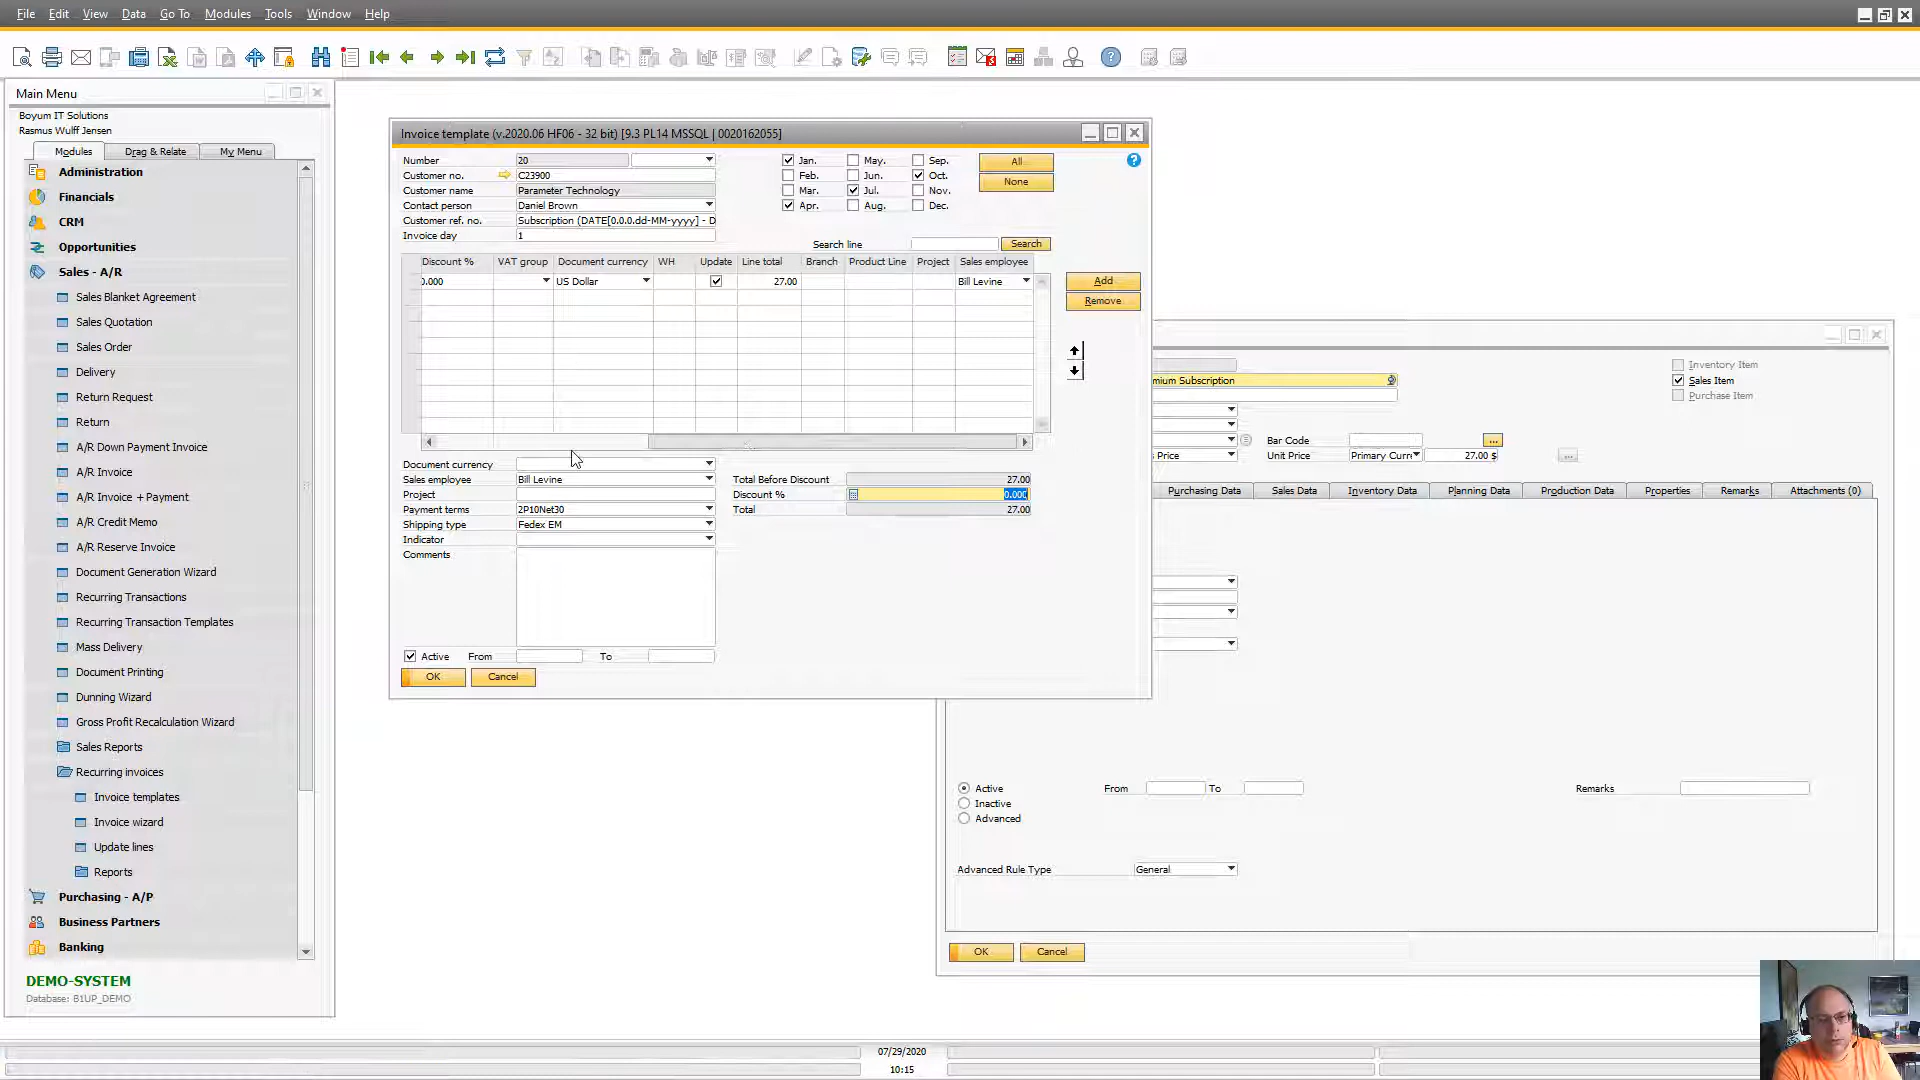 File Edit View Data Go To Modules Tools Window Help
Main Menu
Boyum IT Solutions
Rasmus Wulff Jensen
Modules Drag & Relate My Menu
Administration
Financials
CRM
Opportunities
Sales - A/R
Sales Blanket Agreement
Sales Quotation
Sales Order
Delivery
Return Request
Return
A/R Down Payment Invoice
A/R Invoice
A/R Invoice + Payment
A/R Credit Memo
A/R Reserve Invoice
Document Generation Wizard
Recurring Transactions
Recurring Transaction Templates
Mass Delivery
Document Printing
Dunning Wizard
Gross Profit Recalculation Wizard
Sales Reports
Recurring invoices
Invoice templates
Invoice wizard
Update lines
Reports
Purchasing - A/P
Business Partners
Banking
DEMO-SYSTEM
Database: B1UP_DEMO
Invoice template (v.2020.06 HF06 - 32 bit) [9.3 PL14 MSSQL | 0020162055]
Number 20
Customer no. C23900
Customer name Parameter Technology
Contact person Daniel Brown
Customer ref. no. Subscription (DATE[0.0.0.dd-MM-yyyy] - D
Invoice day 1
Jan. May. Sep. All
Feb. Jun. Oct. None
Mar. Jul. Nov.
Apr. Aug. Dec.
Search line Search
Discount % VAT group Document currency WH Update Line total Branch Product Line Project Sales employee
0.000 US Dollar 27.00 Bill Levine
Add
Remove
Document currency
Sales employee Bill Levine
Project
Payment terms 2P10Net30
Shipping type Fedex EM
Indicator
Comments
Total Before Discount 27.00
Discount % 0.000
Total 27.00
Active From To
OK Cancel
mium Subscription
Inventory Item
Sales Item
Purchase Item
Bar Code ...
s Price Unit Price Primary Curr 27.00 $ ...
Purchasing Data Sales Data Inventory Data Planning Data Production Data Properties Remarks Attachments (0)
Active From To Remarks
Inactive
Advanced
Advanced Rule Type General
OK Cancel
07/29/2020
10:15